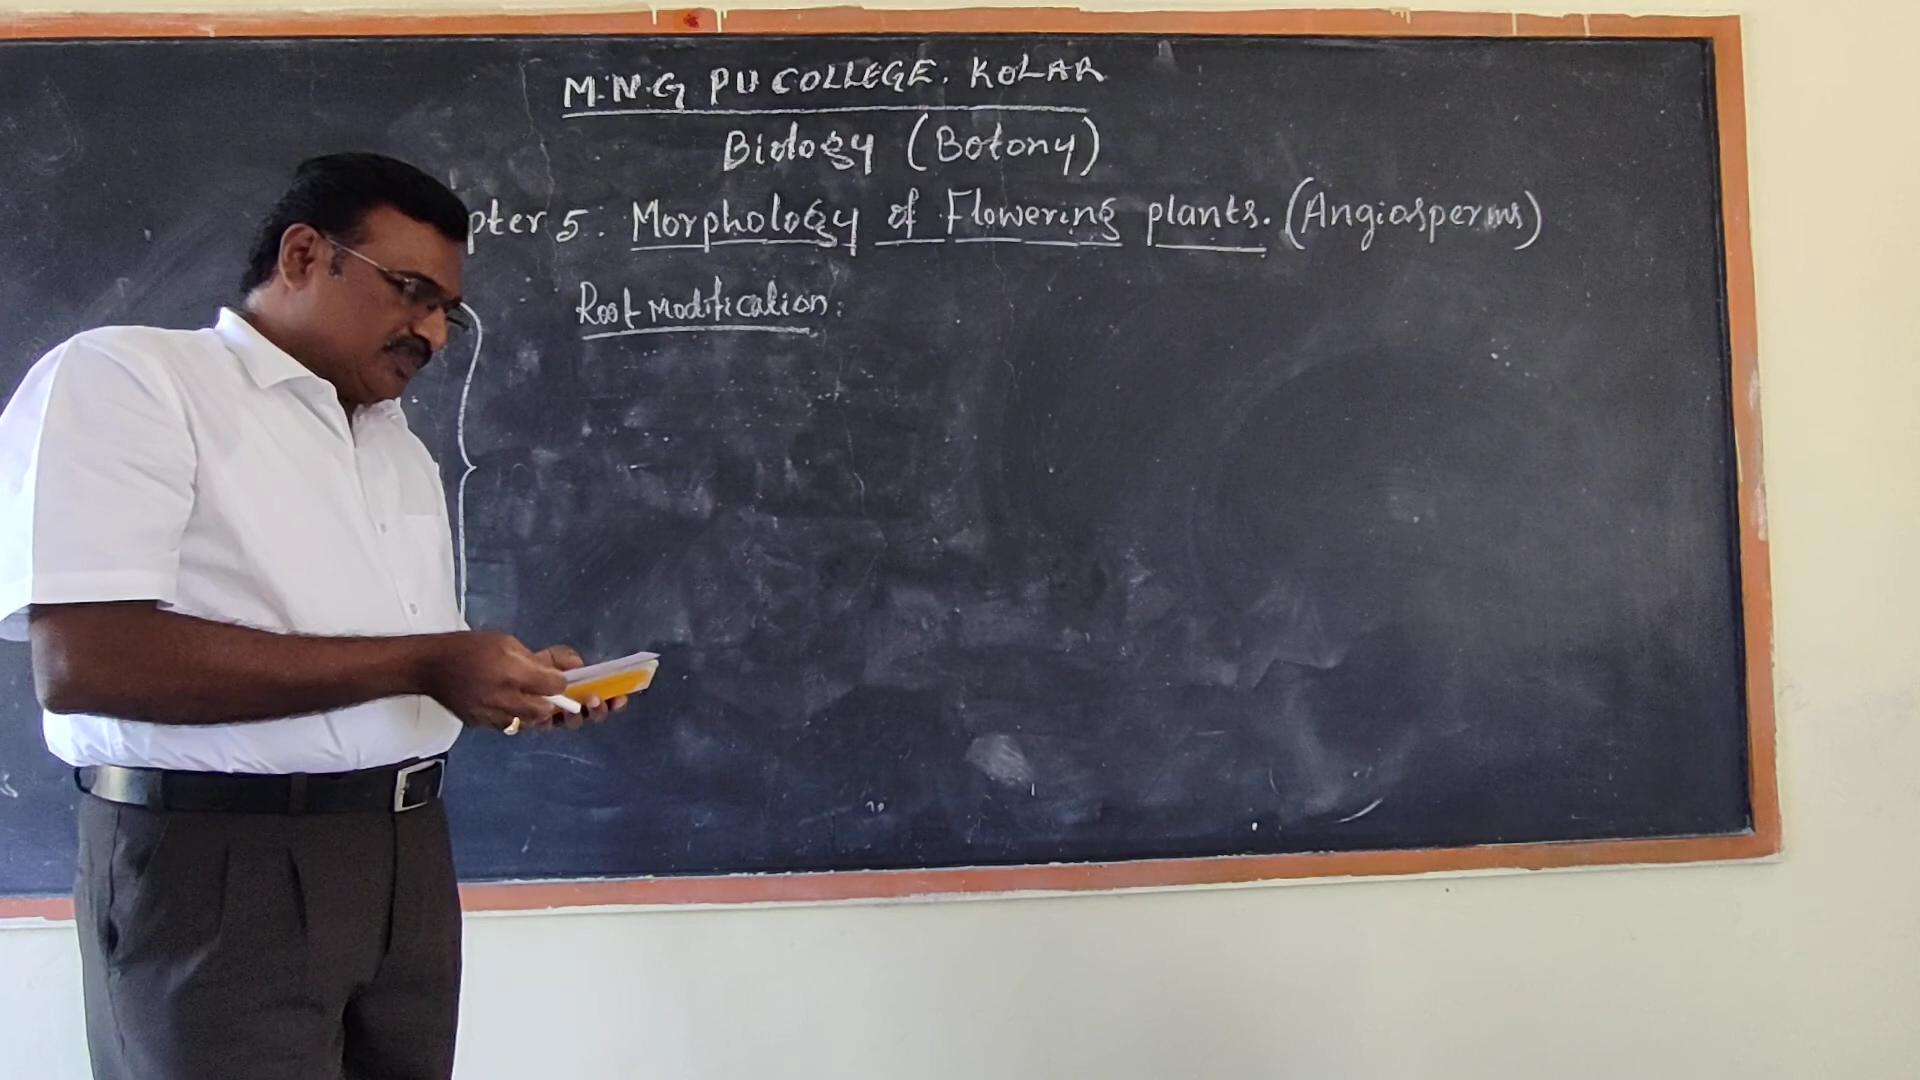 M.N.G PU COLLEGE. KOLAR
Biology (Botony)
pter 5: Morphology of Flowering plants. (Angiosperms)
Root modification: